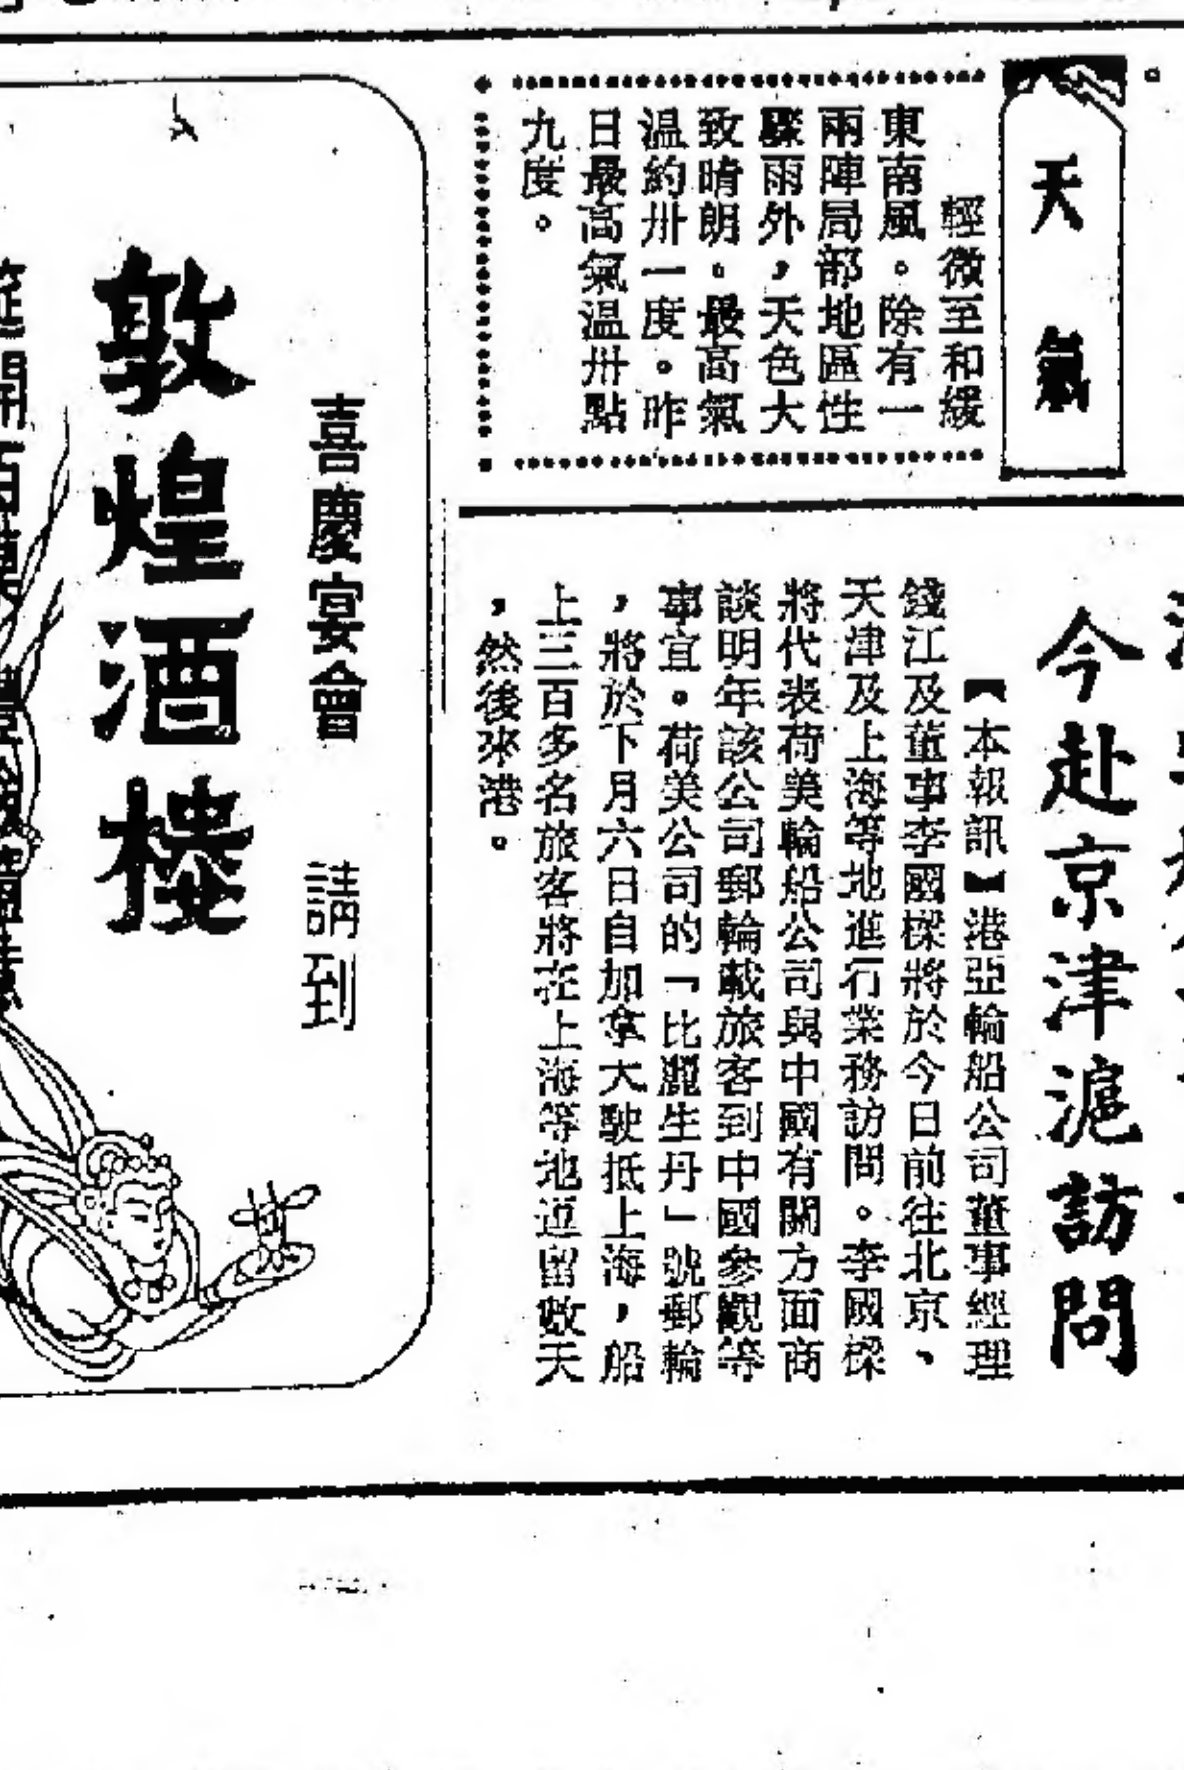 天氣
輕微至和緩
東南風。除有一
兩陣局部地區性
驟雨外，天色大
致晴朗。最高氣
温約卅一度。昨
日最高氣温卅點
九度。
今赴京津滬訪問
【本報訊】港亞輪船公司董事經理
錢江及董事李國樑將於今日前往北京、
天津及上海等地進行業務訪問。李國樑
將代表荷美輪船公司與中國有關方面商
談明年該公司郵輪載旅客到中國參觀等
事宜。荷美公司的「比麗生丹」號郵輪
，將於下月六日自加拿大駛抵上海，船
上三百多名旅客將在上海等地逗留數天
，然後來港。
喜慶宴會 請到
敦煌酒楼
筵開百